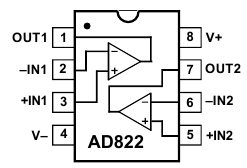 OUT1 1 8 V+
–IN1 2 7 OUT2
+IN1 3 6 –IN2
V– 4 5 +IN2
AD822